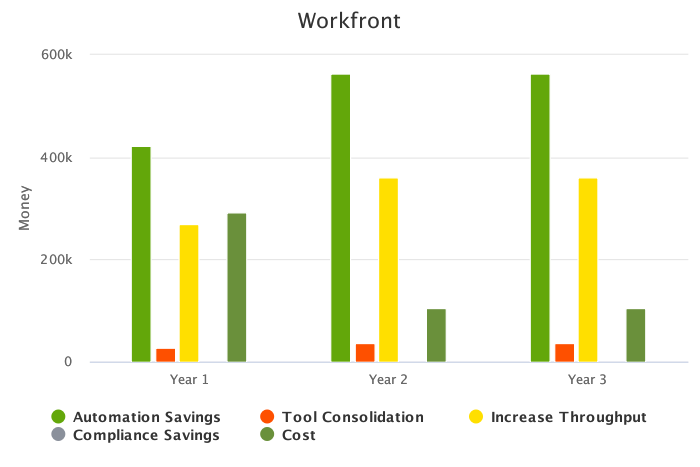 Workfront
600k
400k
200k
0
Money
Year 1 Year 2 Year 3
Automation Savings Tool Consolidation Increase Throughput
Compliance Savings Cost